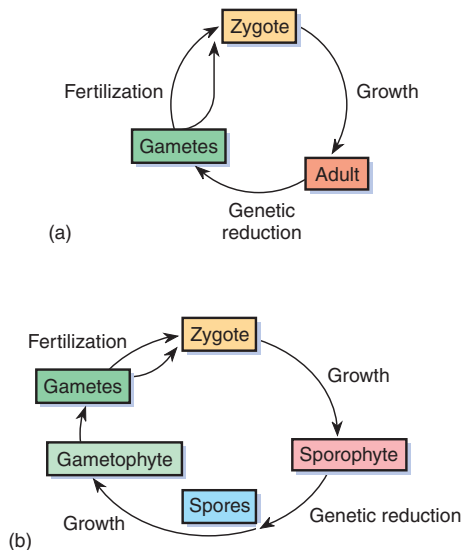 Zygote
Fertilization
Growth
Gametes
Adult
Genetic
reduction
(a)
Zygote
Fertilization
Growth
Gametes
Gametophyte
Sporophyte
Spores
Genetic reduction
Growth
(b)